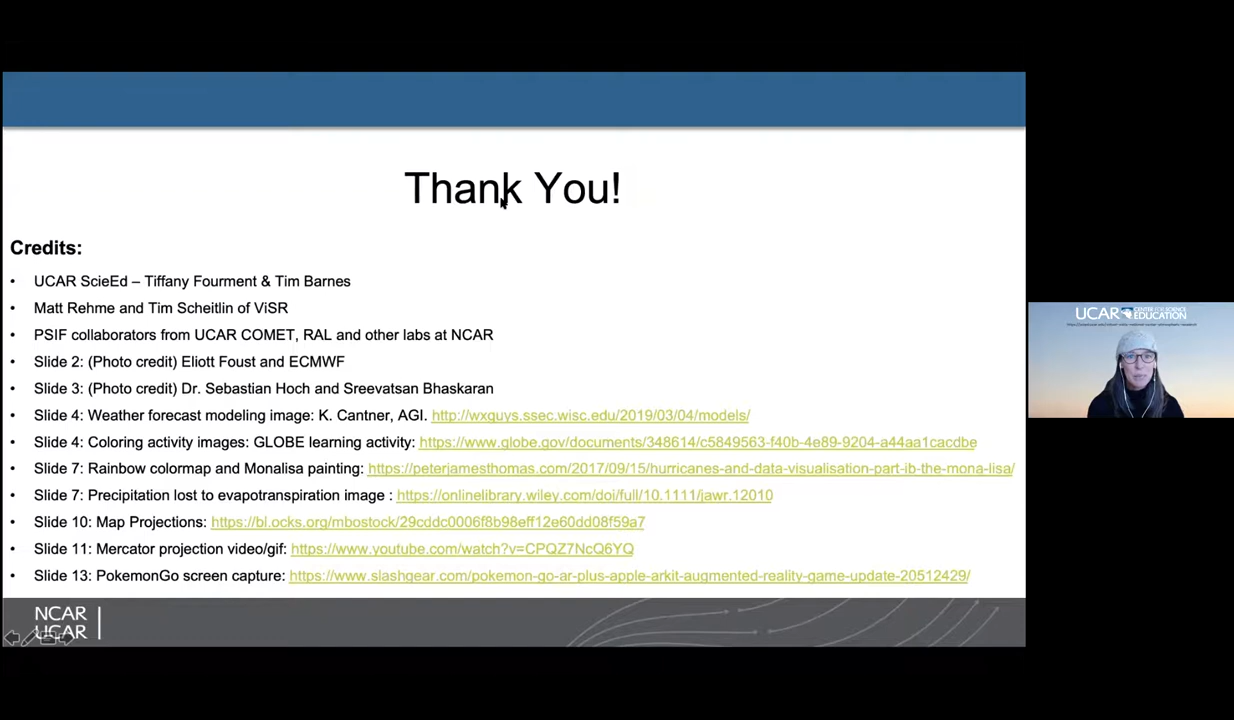 Thank You!
Credits:
• UCAR ScieEd – Tiffany Fourment & Tim Barnes
• Matt Rehme and Tim Scheitlin of ViSR
• PSIF collaborators from UCAR COMET, RAL and other labs at NCAR
• Slide 2: (Photo credit) Eliott Foust and ECMWF
• Slide 3: (Photo credit) Dr. Sebastian Hoch and Sreevatsan Bhaskaran
• Slide 4: Weather forecast modeling image: K. Cantner, AGI. http://wxguys.ssec.wisc.edu/2019/03/04/models/
• Slide 4: Coloring activity images: GLOBE learning activity: https://www.globe.gov/documents/348614/c5849563-f40b-4e89-9204-a44aa1cacdbe
• Slide 7: Rainbow colormap and Monalisa painting: https://peterjamesthomas.com/2017/09/15/hurricanes-and-data-visualisation-part-ib-the-mona-lisa/
• Slide 7: Precipitation lost to evapotranspiration image : https://onlinelibrary.wiley.com/doi/full/10.1111/jawr.12010
• Slide 10: Map Projections: https://bl.ocks.org/mbostock/29cddc0006f8b98eff12e60dd08f59a7
• Slide 11: Mercator projection video/gif: https://www.youtube.com/watch?v=CPQZ7NcQ6YQ
• Slide 13: PokemonGo screen capture: https://www.slashgear.com/pokemon-go-ar-plus-apple-arkit-augmented-reality-game-update-20512429/
NCAR
UCAR
UCAR CENTER FOR SCIENCE
EDUCATION